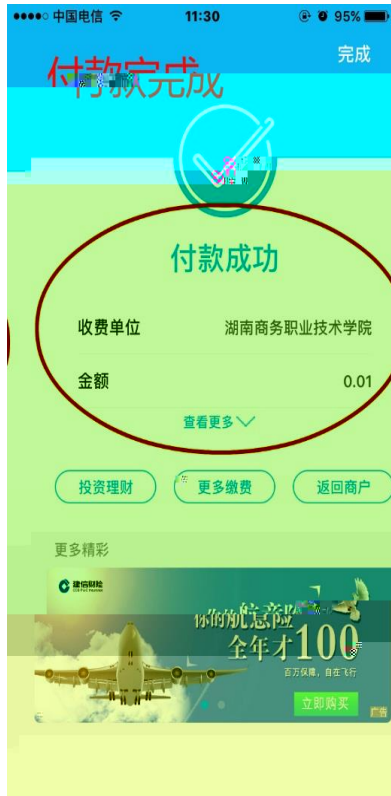 中国电信 11:30 95%
付款完成
完成
付款成功
收费单位 湖南商务职业技术学院
金额 0.01
查看更多
投资理财 更多缴费 返回商户
更多精彩
建信财险
你的航意险
全年才100
百万保障，自在飞行
立即购买
广告